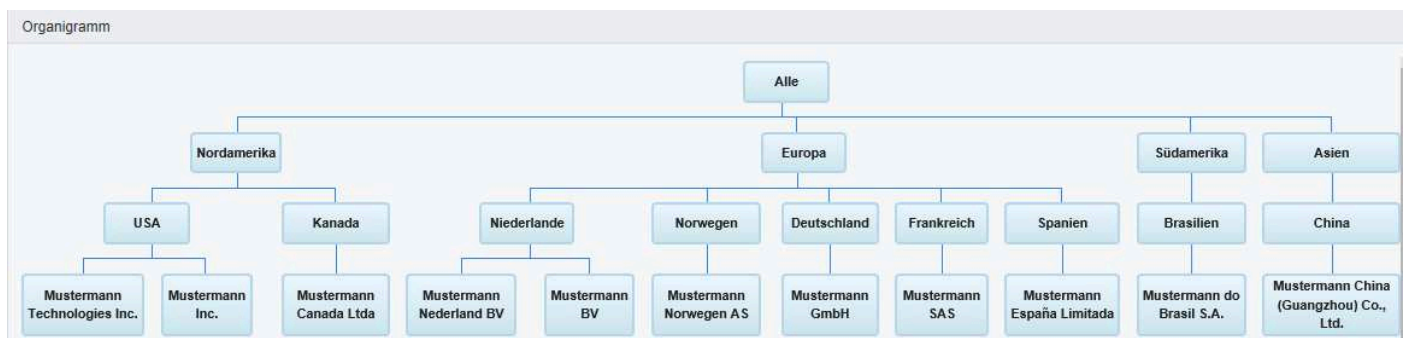 Organigramm
Alle
Nordamerika
Europa
Südamerika
Asien
USA
Kanada
Niederlande
Norwegen
Deutschland
Frankreich
Spanien
Brasilien
China
Mustermann
Technologies Inc.
Mustermann
Inc.
Mustermann
Canada Ltda
Mustermann
Nederland BV
Mustermann
BV
Mustermann
Norwegen AS
Mustermann
GmbH
Mustermann
SAS
Mustermann
España Limitada
Mustermann do
Brasil S.A.
Mustermann China
(Guangzhou) Co.,
Ltd.